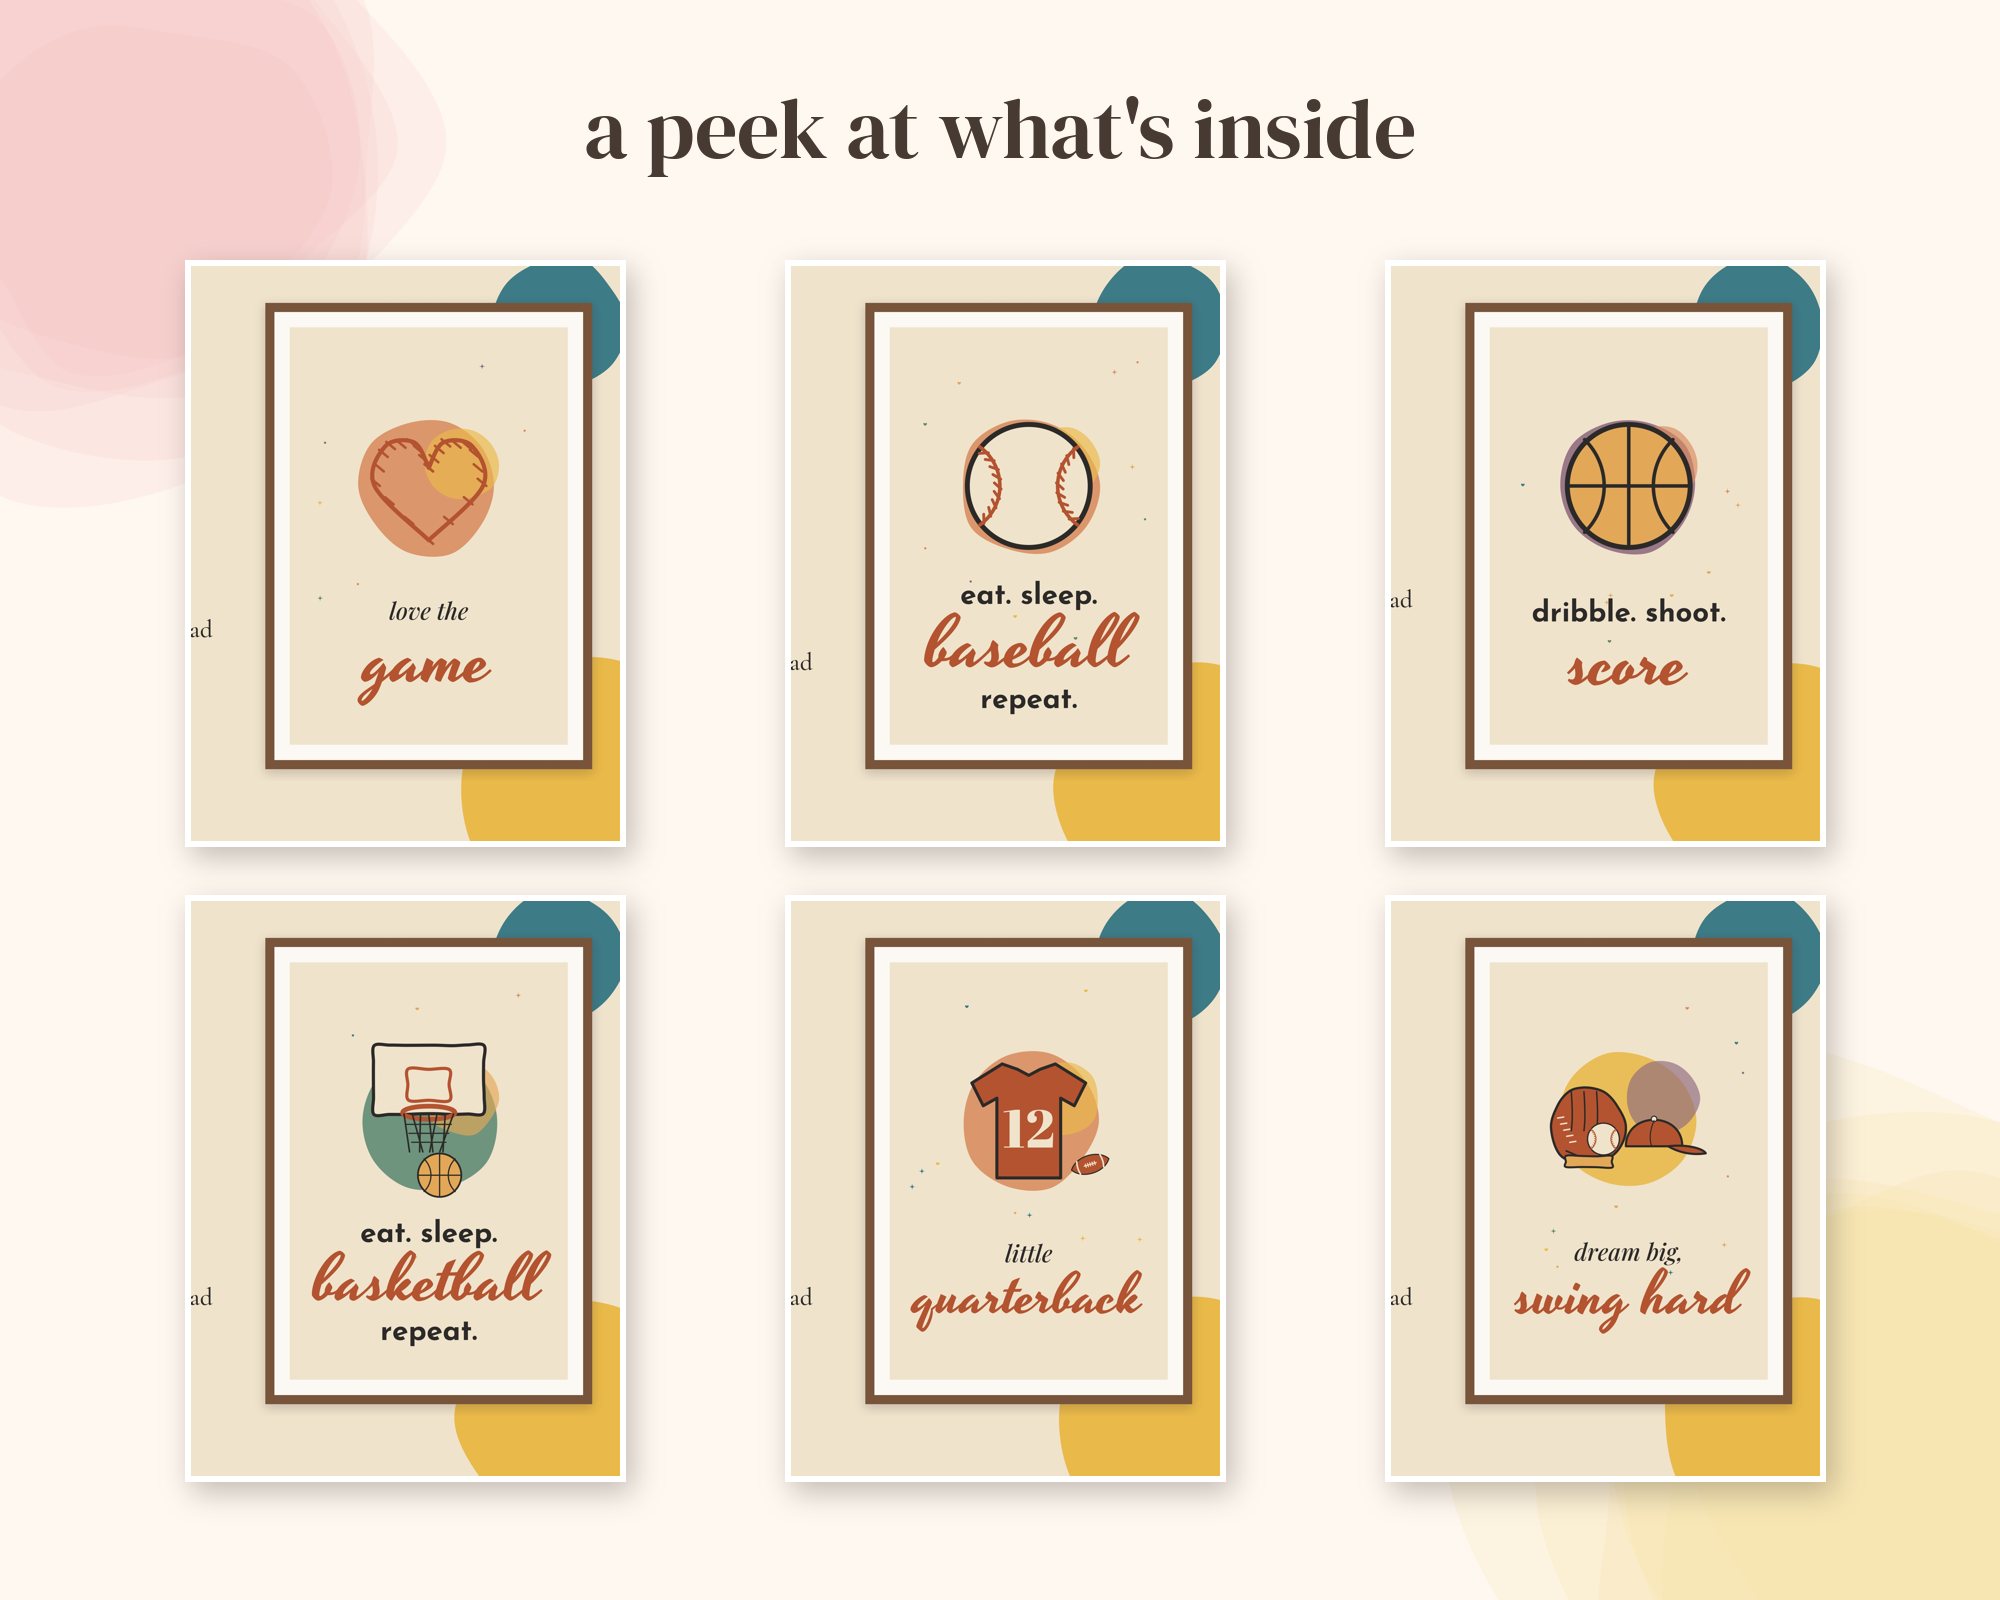 a peek at what's inside
love the
game
ad
eat. sleep.
baseball
repeat.
ad
dribble. shoot.
score
ad
eat. sleep.
basketball
repeat.
ad
12
little
quarterback
ad
dream big,
swing hard
ad